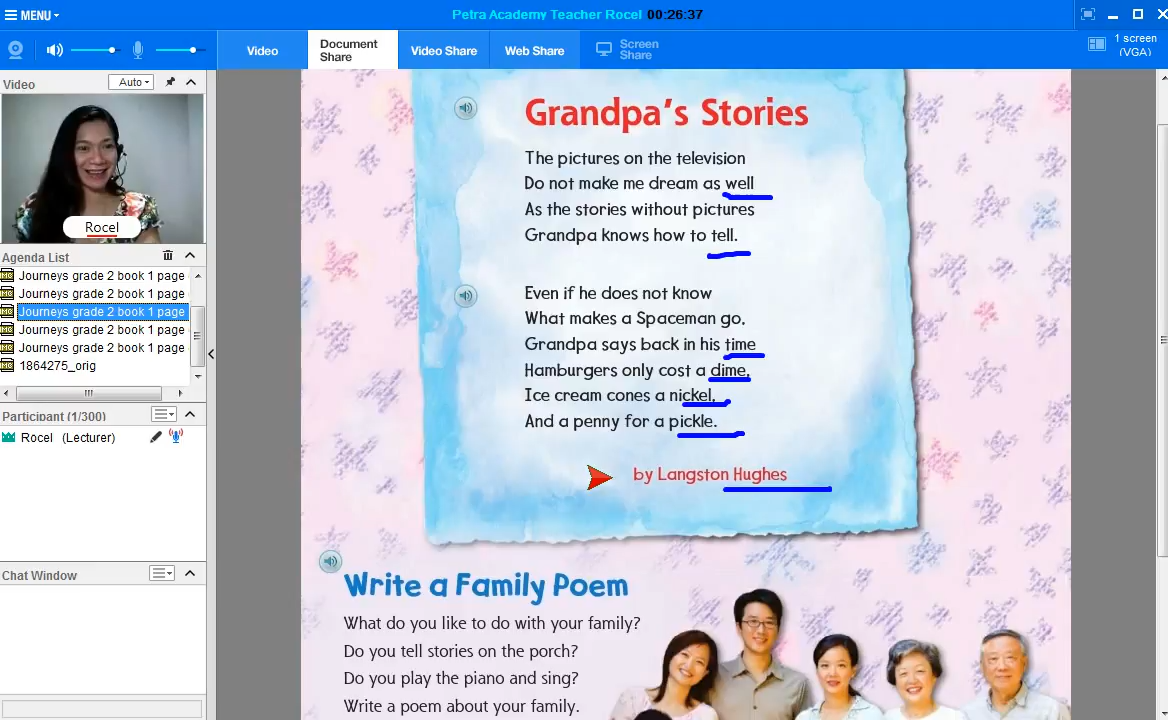 MENU
Petra Academy Teacher Rocel 00:26:37
Video
Document
Share
Video Share
Web Share
Screen
Share
1 screen
(VGA)
Video
Auto
Rocel
Agenda List
Journeys grade 2 book 1 page
Journeys grade 2 book 1 page
Journeys grade 2 book 1 page
Journeys grade 2 book 1 page
Journeys grade 2 book 1 page
1864275_orig
Participant (1/300)
Rocel (Lecturer)
Chat Window
Grandpa's Stories
The pictures on the television
Do not make me dream as well
As the stories without pictures
Grandpa knows how to tell.
Even if he does not know
What makes a Spaceman go,
Grandpa says back in his time
Hamburgers only cost a dime,
Ice cream cones a nickel,
And a penny for a pickle.
by Langston Hughes
Write a Family Poem
What do you like to do with your family?
Do you tell stories on the porch?
Do you play the piano and sing?
Write a poem about your family.